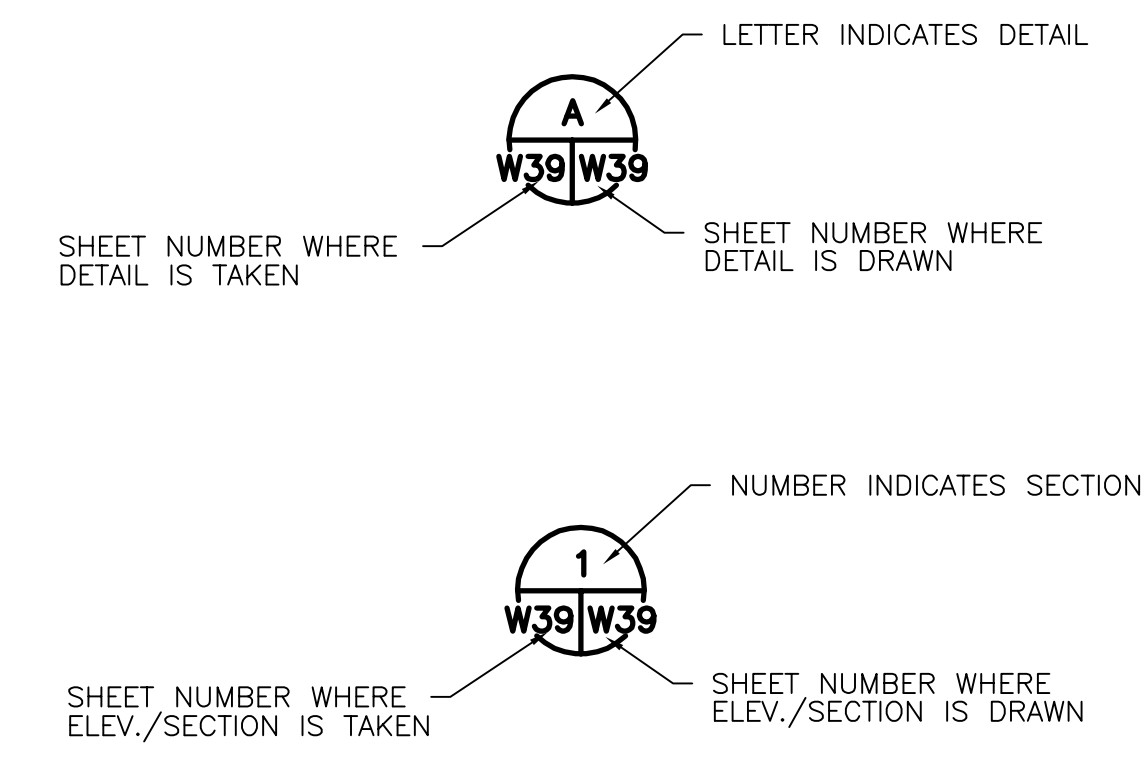 LETTER INDICATES DETAIL
A
W39 W39
SHEET NUMBER WHERE
DETAIL IS TAKEN
SHEET NUMBER WHERE
DETAIL IS DRAWN
NUMBER INDICATES SECTION
1
W39 W39
SHEET NUMBER WHERE
ELEV./SECTION IS TAKEN
SHEET NUMBER WHERE
ELEV./SECTION IS DRAWN